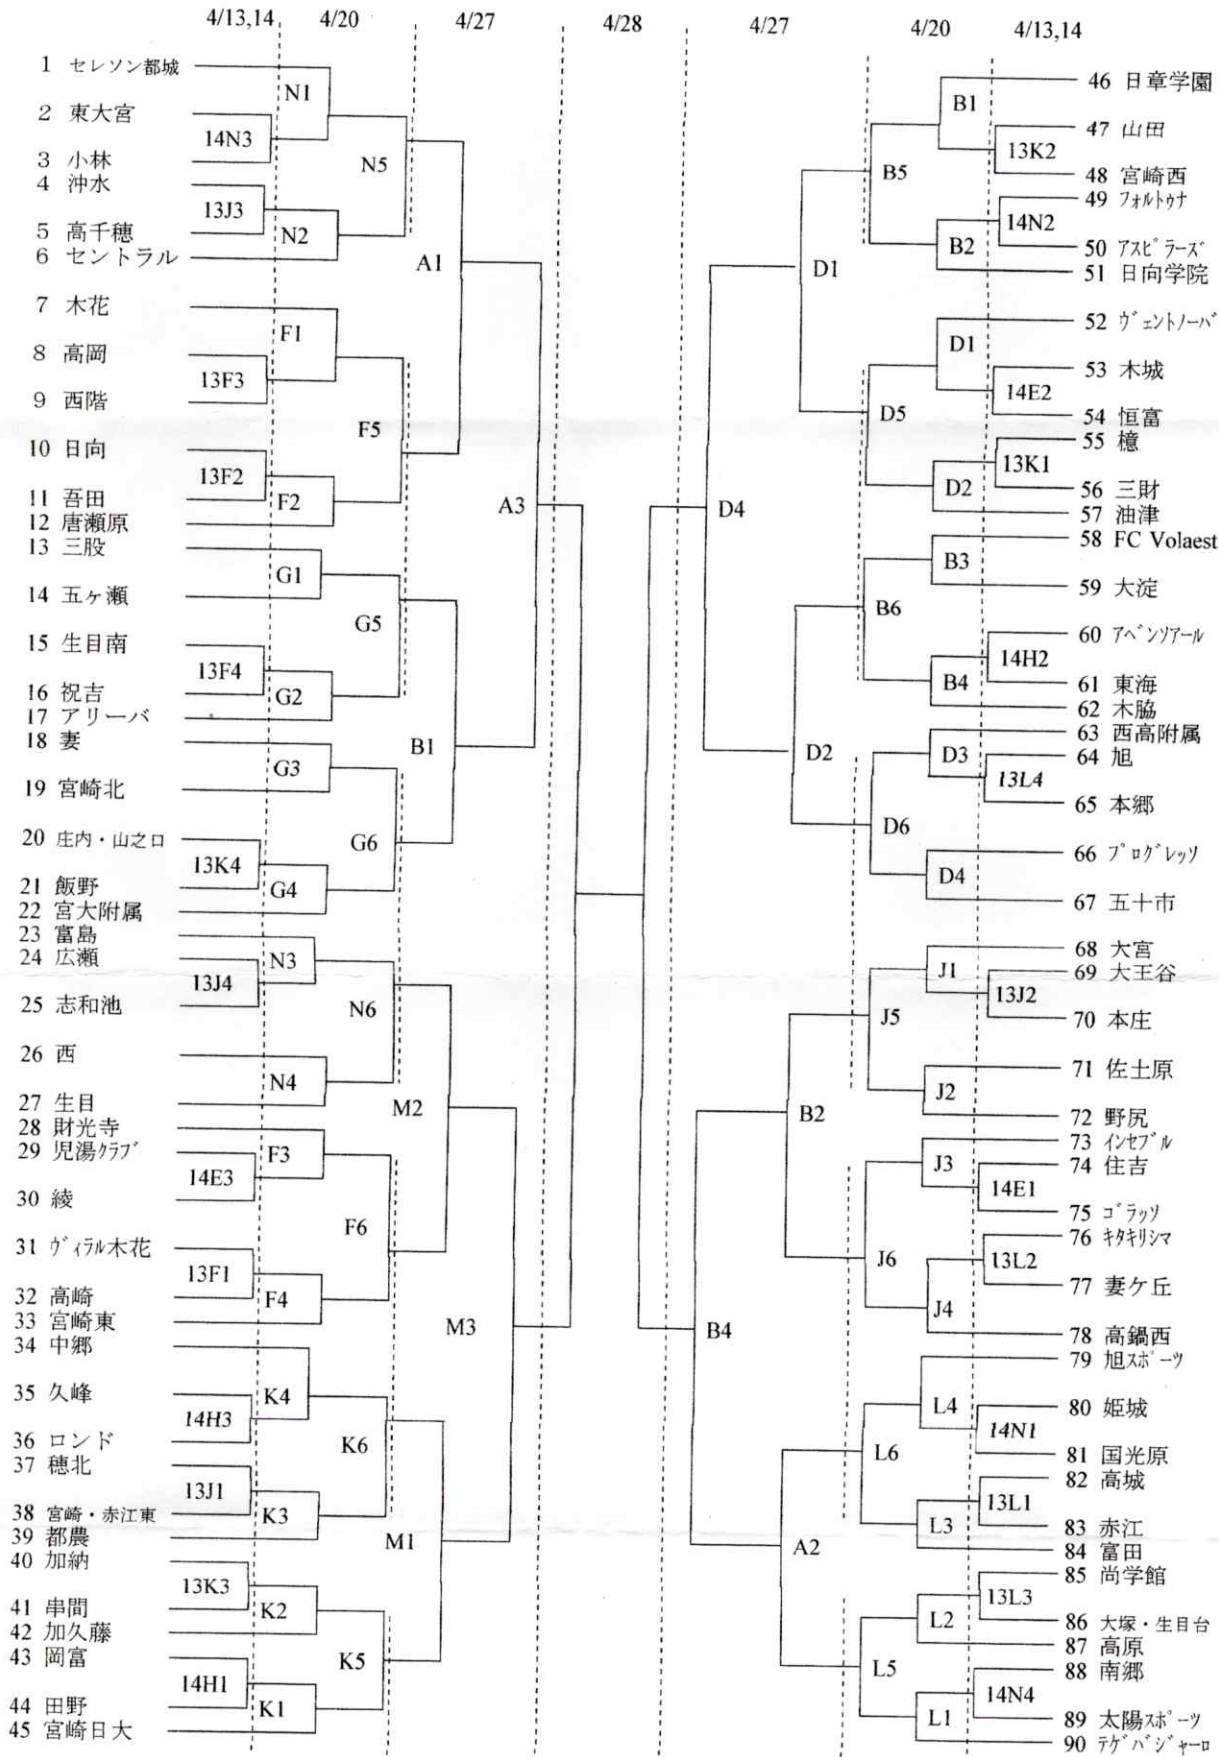 4/13,14 4/20 4/27 4/28 4/27 4/20 4/13,14
1 セレソン都城
N1
2 東大宮
14N3
3 小林
N5
4 沖水
13J3
5 高千穂
N2
6 セントラル
A1
7 木花
F1
8 高岡
13F3
9 西階
F5
10 日向
13F2
11 吾田
F2
12 唐瀬原
A3
13 三股
G1
14 五ヶ瀬
G5
15 生目南
13F4
16 祝吉
G2
17 アリーバ
18 妻
B1
G3
19 宮崎北
20 庄内・山之口
G6
13K4
21 飯野
G4
22 宮大附属
23 富島
24 広瀬
N3
13J4
25 志和池
N6
26 西
N4
27 生目
M2
28 財光寺
29 児湯クラブ
F3
14E3
30 綾
F6
31 ヴィラル木花
13F1
32 高崎
F4
33 宮崎東
M3
34 中郷
35 久峰
K4
14H3
36 ロンド
K6
37 穂北
13J1
38 宮崎・赤江東
K3
39 都農
M1
40 加納
13K3
41 串間
K2
42 加久藤
43 岡富
K5
14H1
44 田野
K1
45 宮崎日大
46 日章学園
B1
47 山田
13K2
48 宮崎西
B5
49 フォルトゥナ
14N2
50 アスピラーズ
B2
51 日向学院
D1
52 ヴェントノーバ
D1
53 木城
14E2
54 恒富
D5
55 檍
13K1
56 三財
D2
57 油津
D4
58 FC Volaest
B3
59 大淀
B6
60 アベンソアール
14H2
61 東海
B4
62 木脇
63 西高附属
D2
D3
64 旭
13L4
65 本郷
D6
66 プログレッソ
D4
67 五十市
68 大宮
J1
69 大王谷
13J2
70 本庄
J5
71 佐土原
J2
72 野尻
B2
73 インセブル
J3
74 住吉
14E1
75 ゴラッソ
76 キタキリシマ
J6
13L2
77 妻ケ丘
J4
78 高鍋西
B4
79 旭スポーツ
L4
80 姫城
14N1
81 国光原
L6
82 高城
13L1
83 赤江
L3
84 富田
A2
85 尚学館
13L3
86 大塚・生目台
L2
87 高原
88 南郷
L5
14N4
89 太陽スポーツ
L1
90 テゲバジャーロ